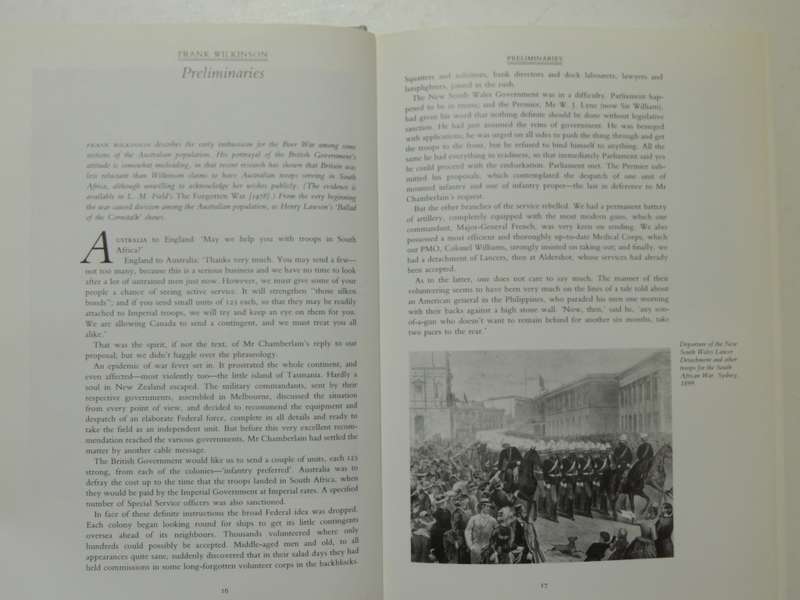 FRANK WILKINSON
Preliminaries
FRANK WILKINSON describes his early enthusiasm for the Boer War among some
sections of the Australian population. His portrayal of the British Government's
attitude is somewhat misleading, in that recent research has shown that Britain was
less reluctant than Wilkinson claims to have Australian troops serving in South
Africa, although unwilling to acknowledge her wishes publicly. (The evidence is
available in L. M. Field's The Forgotten War [1978].) From the very beginning
the war caused division among the Australian population, as Henry Lawson's 'Ballad
of the Cornstalk' shows.
AUSTRALIA to England 'May we help you with troops in South
Africa?'
England to Australia: 'Thanks very much. You may send a few—
not too many, because this is a serious business and we have no time to look
after a lot of untrained men just now. However, we must give some of your
people a chance of seeing active service. It will strengthen "those silken
bonds"; and if you send small units of 125 each, so that they may be readily
attached to Imperial troops, we will try and keep an eye on them for you.
We are allowing Canada to send a contingent, and we must treat you all
alike.'
That was the spirit, if not the text, of Mr Chamberlain's reply to our
proposal; but we didn't haggle over the phraseology.
An epidemic of war fever set in. It prostrated the whole continent, and
even affected—most violently too—the little island of Tasmania. Hardly a
soul in New Zealand escaped. The military commandants, sent by their
respective governments, assembled in Melbourne, discussed the situation
from every point of view, and decided to recommend the equipment and
despatch of an elaborate Federal force, complete in all details and ready to
take the field as an independent unit. But before this very excellent recom-
mendation reached the various governments, Mr Chamberlain had settled the
matter by another cable message.
The British Government would like us to send a couple of units, each 125
strong, from each of the colonies—'infantry preferred'. Australia was to
defray the cost up to the time that the troops landed in South Africa, when
they would be paid by the Imperial Government at Imperial rates. A specified
number of Special Service officers was also sanctioned.
In face of these definite instructions the broad Federal idea was dropped.
Each colony began looking round for ships to get its little contingents
oversea ahead of its neighbours. Thousands volunteered where only
hundreds could possibly be accepted. Middle-aged men and old, to all
appearances quite sane, suddenly discovered that in their salad days they had
held commissions in some long-forgotten volunteer corps in the backblocks.
16
PRELIMINARIES
Squatters and solicitors, bank directors and dock labourers, lawyers and
lamplighters, joined in the rush.
The New South Wales Government was in a difficulty. Parliament hap-
pened to be in recess; and the Premier, Mr W. J. Lyne (now Sir William),
had given his word that nothing definite should be done without legislative
sanction. He had just assumed the reins of government. He was besieged
with applications; he was urged on all sides to push the thing through and get
the troops to the front, but he refused to bind himself to anything. All the
same he had everything in readiness, so that immediately Parliament said yes
he could proceed with the embarkation. Parliament met. The Premier sub-
mitted his proposals, which contemplated the despatch of one unit of
mounted infantry and one of infantry proper—the last in deference to Mr
Chamberlain's request.
But the other branches of the service rebelled. We had a permanent battery
of artillery, completely equipped with the most modern guns, which our
commandant, Major-General French, was very keen on sending. We also
possessed a most efficient and thoroughly up-to-date Medical Corps, which
our PMO, Colonel Williams, strongly insisted on taking out; and finally, we
had a detachment of Lancers, then at Aldershot, whose services had already
been accepted.
As to the latter, one does not care to say much. The manner of their
volunteering seems to have been very much on the lines of a tale told about
an American general in the Philippines, who paraded his men one morning
with their backs against a high stone wall. 'Now, then,' said he, 'any son-
of-a-gun who doesn't want to remain behind for another six months, take
two paces to the rear.'
Departure of the New
South Wales Lancer
Detachment and other
troops for the South
African War. Sydney,
1899.
17